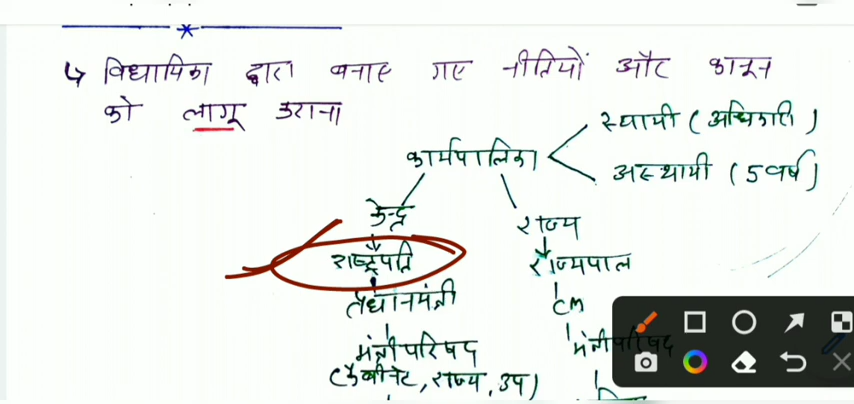 ↳ विधायिका द्वारा बनाए गए नीतियों और कानून
को लागू कराना
स्थायी (अधिकारी)
कार्यपालिका
अस्थायी (5 वर्ष)
केन्द्र
राज्य
राष्ट्रपति
राज्यपाल
प्रधानमंत्री
CM
मंत्रीपरिषद
मंत्रीपरिषद
(कैबीनेट, राज्य, उप)